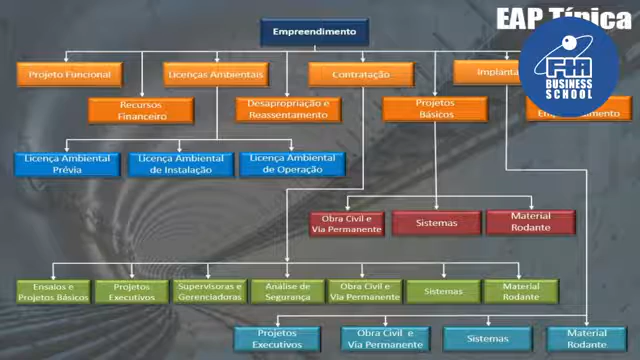 EAP Típica
Empreendimento
FIA
BUSINESS
SCHOOL
Projeto Funcional
Licenças Ambientais
Contratação
Recursos
Financeiro
Desapropriação e
Reassentamento
Projetos
Básicos
Licença Ambiental
Prévia
Licença Ambiental
de Instalação
Licença Ambiental
de Operação
Obra Civil e
Via Permanente
Sistemas
Material
Rodante
Ensaios e
Projetos Básicos
Projetos
Executivos
Supervisoras e
Gerenciadoras
Análise de
Segurança
Obra Civil e
Via Permanente
Sistemas
Material
Rodante
Projetos
Executivos
Obra Civil e
Via Permanente
Sistemas
Material
Rodante